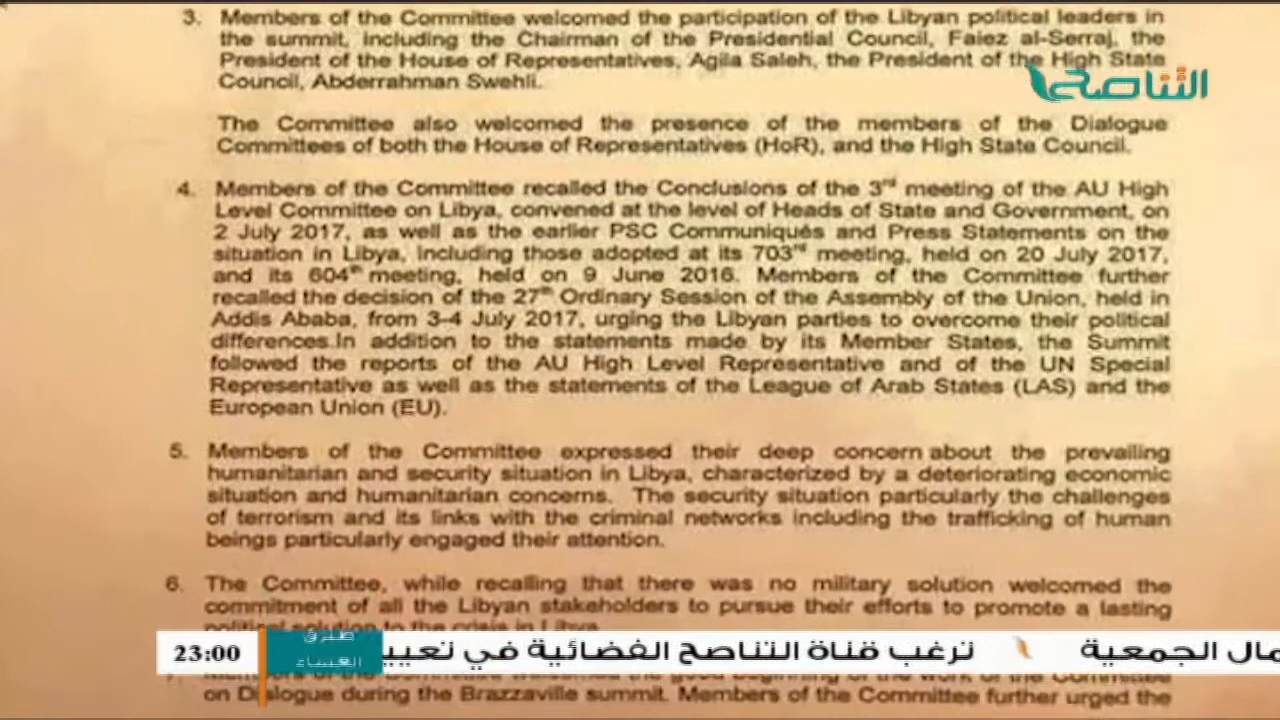 3. Members of the Committee welcomed the participation of the Libyan political leaders in
the summit, including the Chairman of the Presidential Council, Faiez al-Serraj, the
President of the House of Representatives, Agila Saleh, the President of the High State
Council, Abderrahman Swehli.
التناصح
The Committee also welcomed the presence of the members of the Dialogue
Committees of both the House of Representatives (HoR), and the High State Council.
4. Members of the Committee recalled the Conclusions of the 3rd meeting of the AU High
Level Committee on Libya, convened at the level of Heads of State and Government, on
2 July 2017, as well as the earlier PSC Communiqués and Press Statements on the
situation in Libya, including those adopted at its 703rd meeting, held on 20 July 2017,
and its 604th meeting, held on 9 June 2016. Members of the Committee further
recalled the decision of the 27th Ordinary Session of the Assembly of the Union, held in
Addis Ababa, from 3-4 July 2017, urging the Libyan parties to overcome their political
differences.In addition to the statements made by its Member States, the Summit
followed the reports of the AU High Level Representative and of the UN Special
Representative as well as the statements of the League of Arab States (LAS) and the
European Union (EU).
5. Members of the Committee expressed their deep concern about the prevailing
humanitarian and security situation in Libya, characterized by a deteriorating economic
situation and humanitarian concerns. The security situation particularly the challenges
of terrorism and its links with the criminal networks including the trafficking of human
beings particularly engaged their attention.
6. The Committee, while recalling that there was no military solution welcomed the
commitment of all the Libyan stakeholders to pursue their efforts to promote a lasting
political solution to the crisis in Libya
23:00
العشاء
مال الجمعية
ترغب قناة التناصح الفضائية في تعيي
on Dialogue during the Brazzaville summit. Members of the Committee further urged the